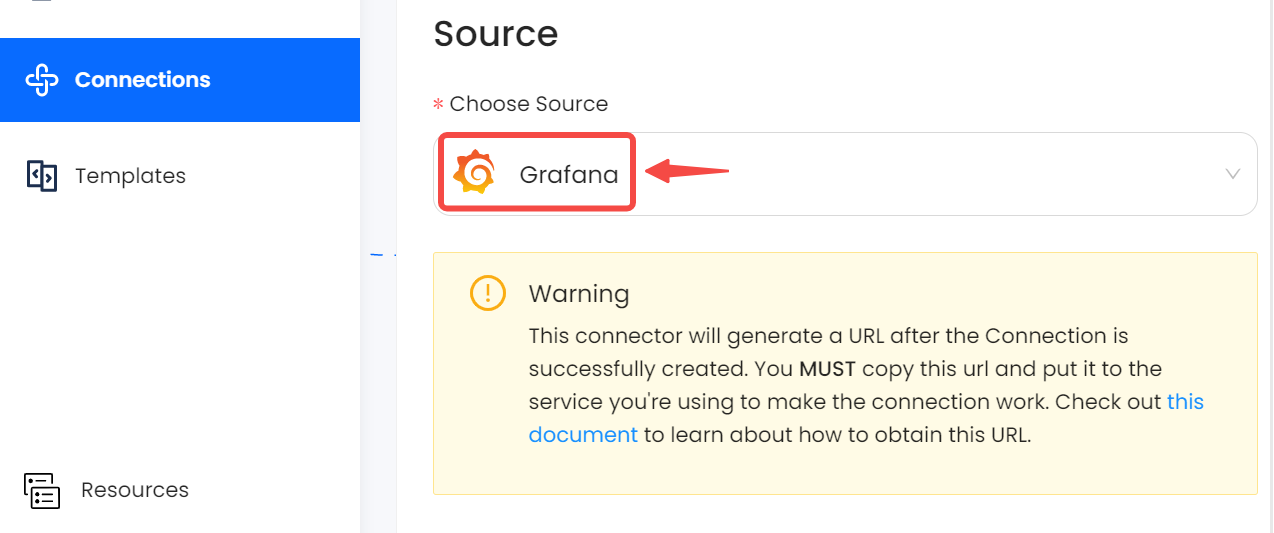 Source
Connections
* Choose Source
Grafana
Templates
Warning
This connector will generate a URL after the Connection is
successfully created. You MUST copy this url and put it to the
service you're using to make the connection work. Check out this
document to learn about how to obtain this URL.
Resources